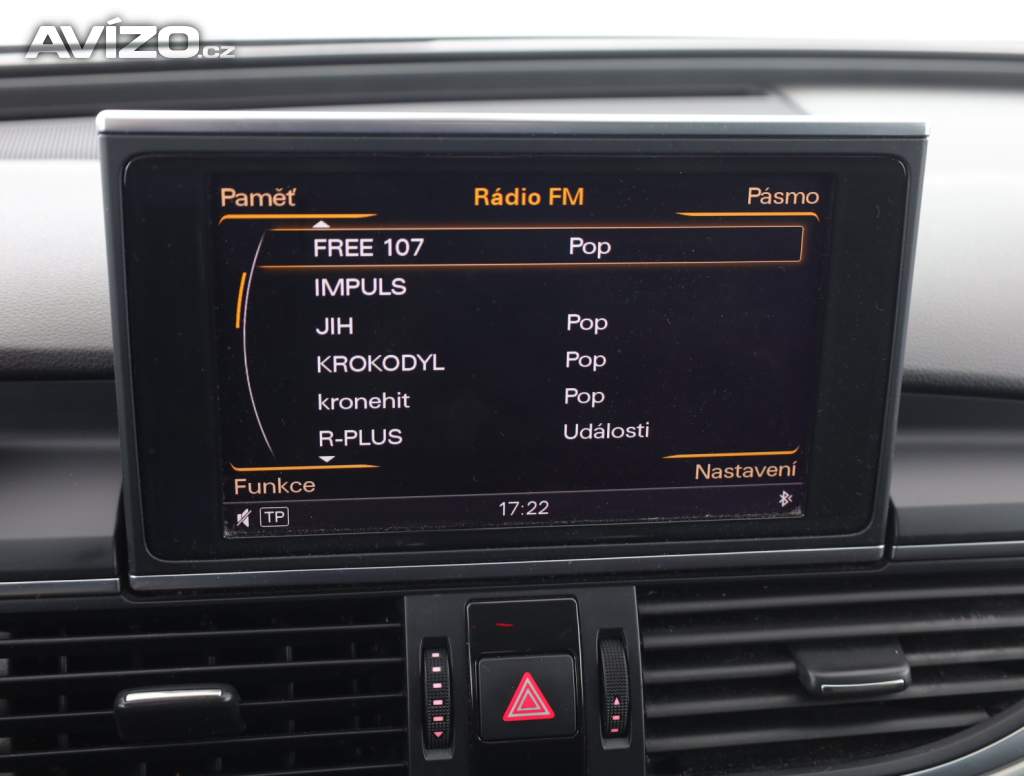 AVÍZO.cz
Paměť Rádio FM Pásmo
FREE 107 Pop
IMPULS
JIH Pop
KROKODYL Pop
kronehit Pop
R-PLUS Události
Funkce Nastavení
TP 17:22